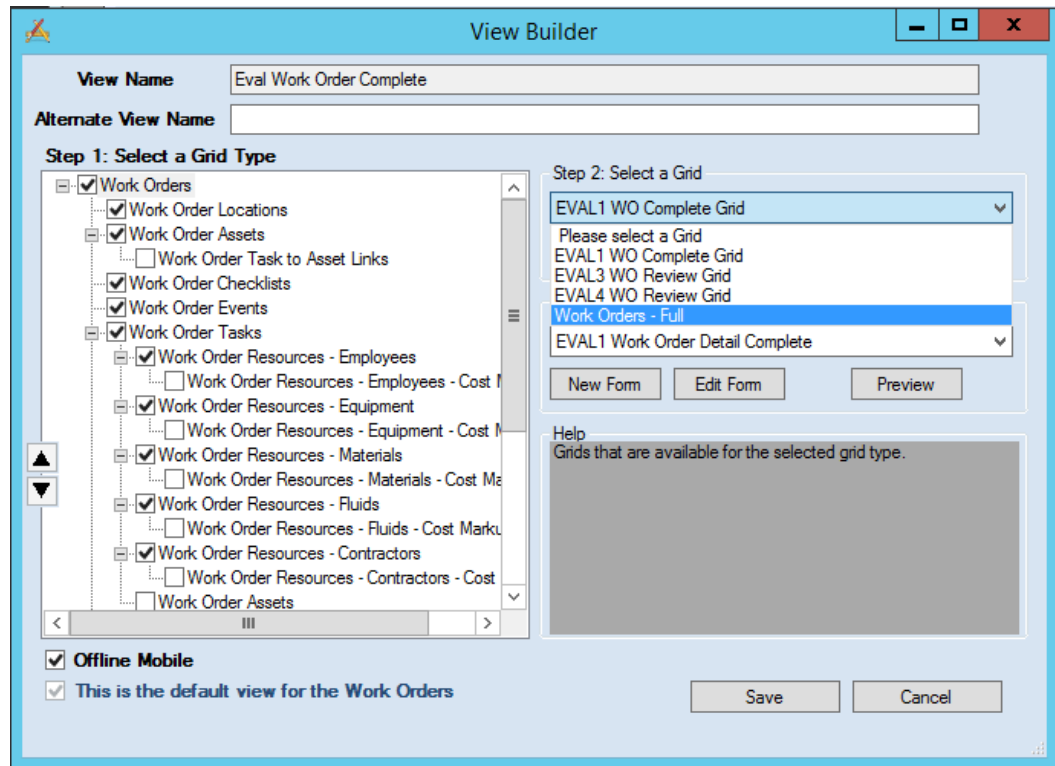 View Builder
View Name
Eval Work Order Complete
Alternate View Name
Step 1: Select a Grid Type
Work Orders
Work Order Locations
Work Order Assets
Work Order Task to Asset Links
Work Order Checklists
Work Order Events
Work Order Tasks
Work Order Resources - Employees
Work Order Resources - Employees - Cost
Work Order Resources - Equipment
Work Order Resources - Equipment - Cost
Work Order Resources - Materials
Work Order Resources - Materials - Cost Ma
Work Order Resources - Fluids
Work Order Resources - Fluids - Cost Marku
Work Order Resources - Contractors
Work Order Resources - Contractors - Cost
Work Order Assets
Step 2: Select a Grid
EVAL1 WO Complete Grid
Please select a Grid
EVAL1 WO Complete Grid
EVAL3 WO Review Grid
EVAL4 WO Review Grid
Work Orders - Full
EVAL1 Work Order Detail Complete
New Form Edit Form Preview
Help
Grids that are available for the selected grid type.
Offline Mobile
This is the default view for the Work Orders
Save Cancel